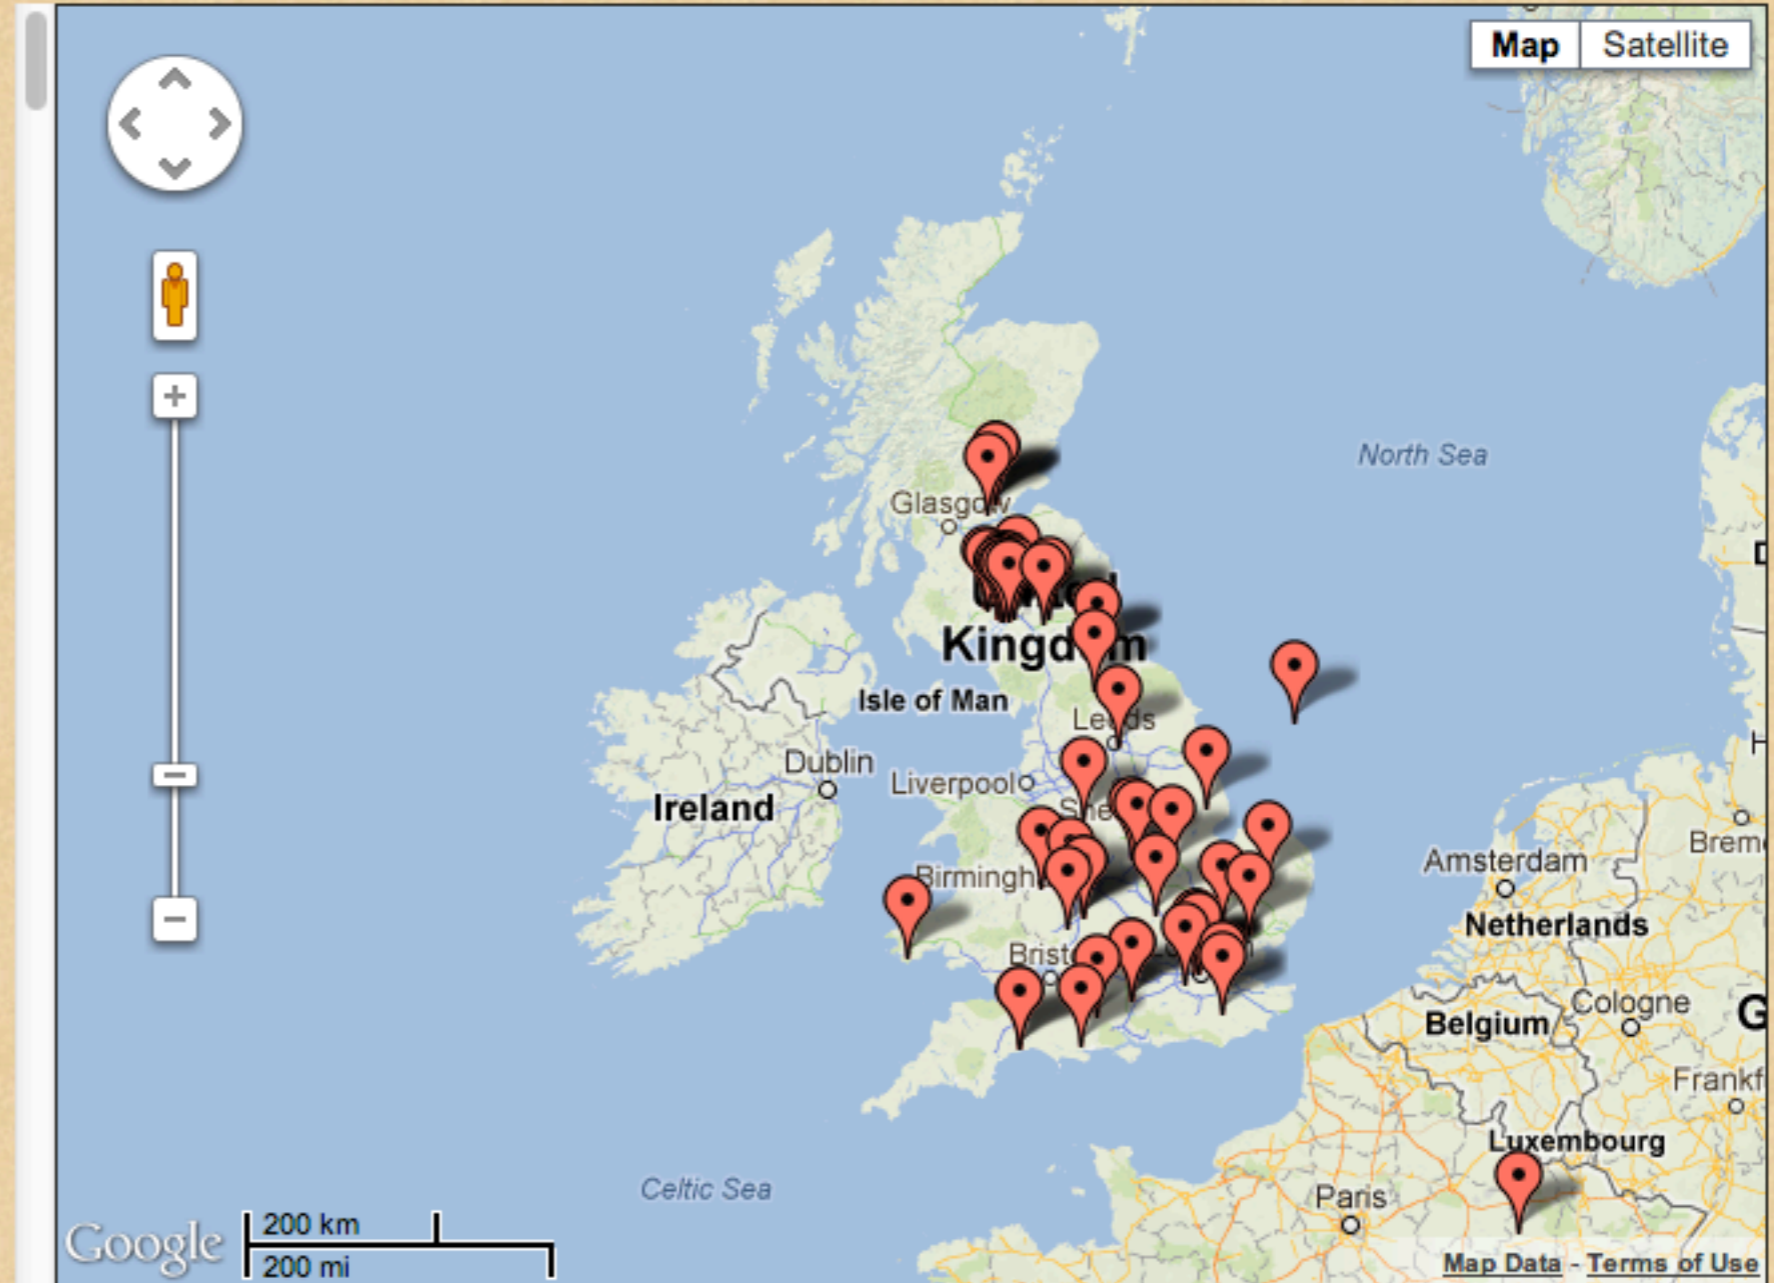 Map Satellite
North Sea
Glasgow
Kingdom
Isle of Man
Leeds
Dublin
Liverpool
Ireland
She
Amsterdam
Brem
Birmingh
Netherlands
Brist
Cologne
Belgium
G
Frankf
Luxembourg
Celtic Sea
Paris
200 km
Google
200 mi
Map Data - Terms of Use